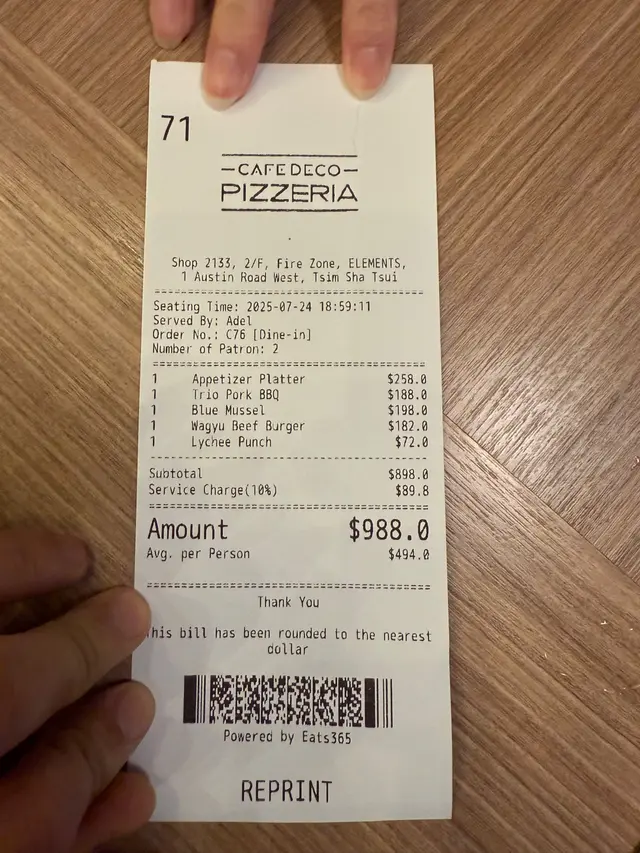 71
CAFE DECO
PIZZERIA
Shop 2133, 2/F, Fire Zone, ELEMENTS,
1 Austin Road West, Tsim Sha Tsui
Seating Time: 2025-07-24 18:59:11
Served By: Adel
Order No.: C76 [Dine-in]
Number of Patron: 2
1 Appetizer Platter $258.0
1 Trio Pork BBQ $188.0
1 Blue Mussel $198.0
1 Wagyu Beef Burger $182.0
1 Lychee Punch $72.0
Subtotal $898.0
Service Charge(10%) $89.8
Amount $988.0
Avg. per Person $494.0
Thank You
This bill has been rounded to the nearest
dollar
Powered by Eats365
REPRINT